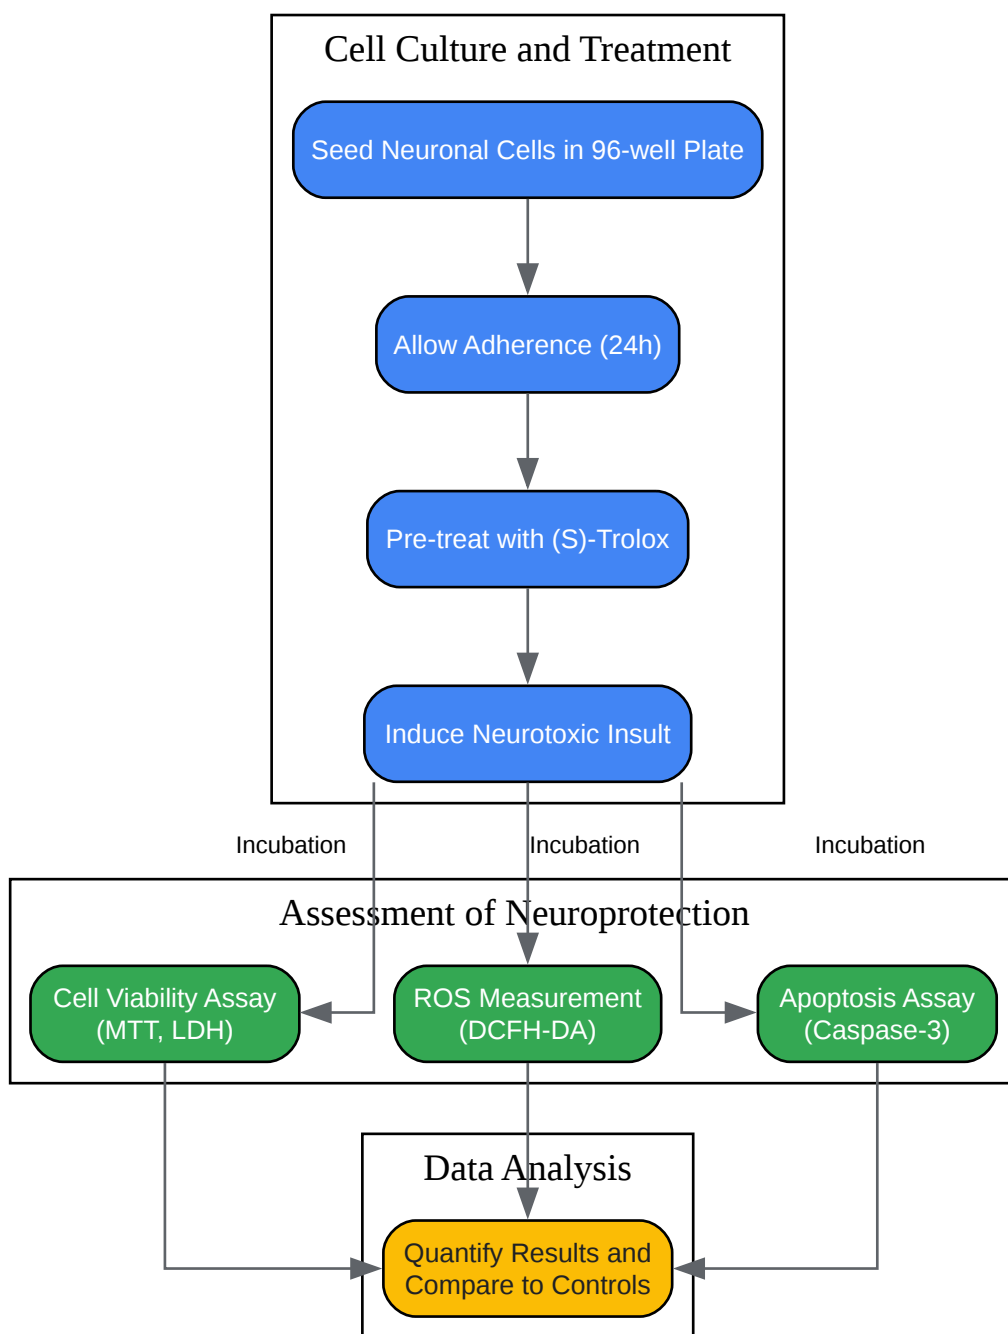 Cell Culture and Treatment
Seed Neuronal Cells in 96-well Plate
Allow Adherence (24h)
Pre-treat with (S)-Trolox
Induce Neurotoxic Insult
Incubation
Incubation
Incubation
Assessment of Neuroprotection
Cell Viability Assay
(MTT, LDH)
ROS Measurement
(DCFH-DA)
Apoptosis Assay
(Caspase-3)
Data Analysis
Quantify Results and
Compare to Controls